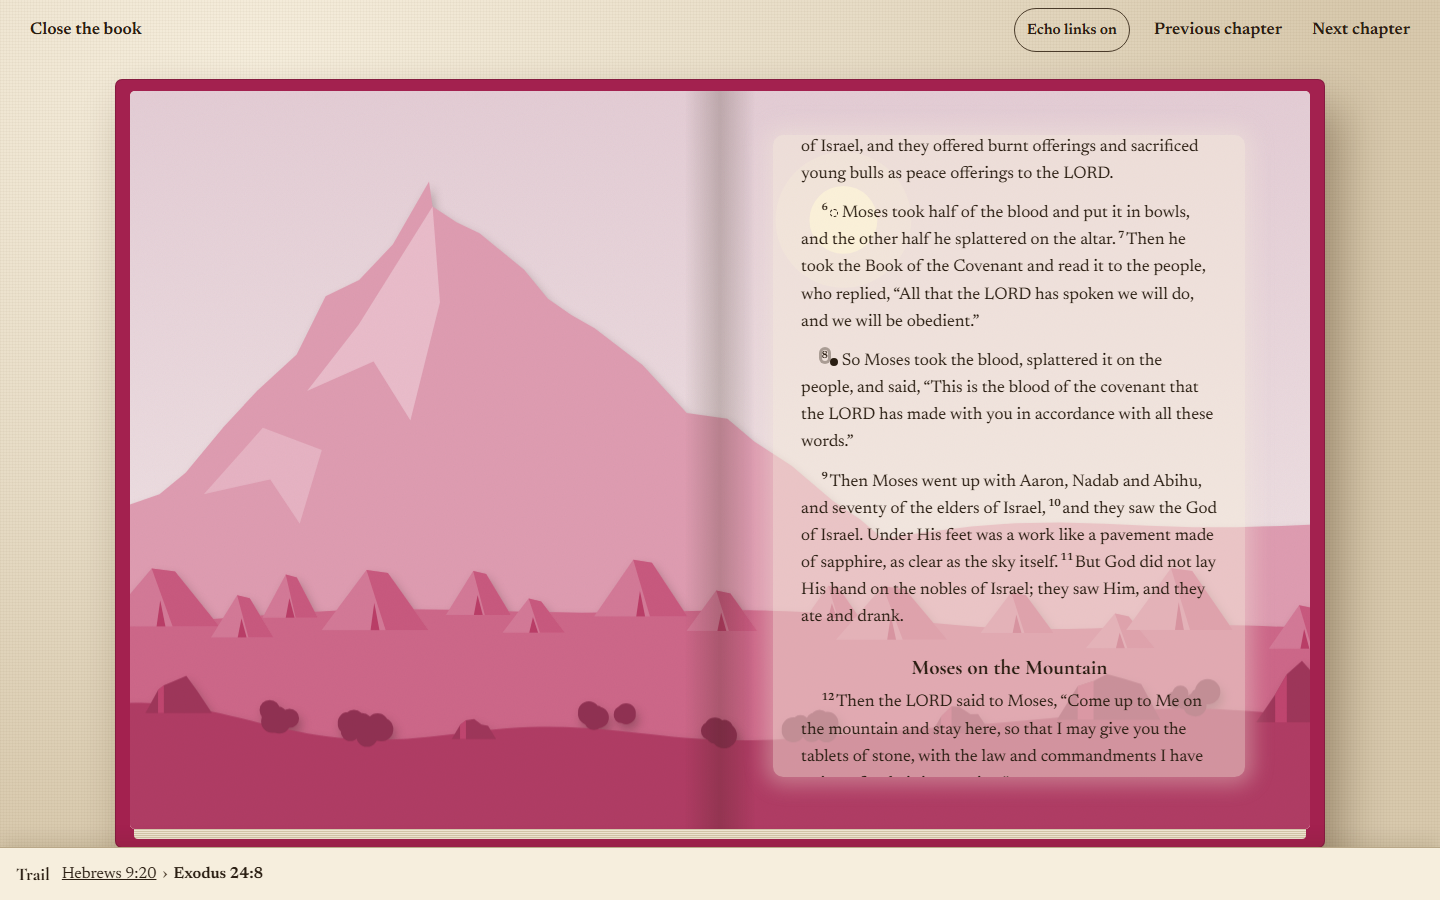 Close the book
Echo links on
Previous chapter
Next chapter
of Israel, and they offered burnt offerings and sacrificed
young bulls as peace offerings to the LORD.
6 Moses took half of the blood and put it in bowls,
and the other half he splattered on the altar. 7 Then he
took the Book of the Covenant and read it to the people,
who replied, “All that the LORD has spoken we will do,
and we will be obedient.”
8 So Moses took the blood, splattered it on the
people, and said, “This is the blood of the covenant that
the LORD has made with you in accordance with all these
words.”
9 Then Moses went up with Aaron, Nadab and Abihu,
and seventy of the elders of Israel, 10 and they saw the God
of Israel. Under His feet was a work like a pavement made
of sapphire, as clear as the sky itself. 11 But God did not lay
His hand on the nobles of Israel; they saw Him, and they
ate and drank.
Moses on the Mountain
12 Then the LORD said to Moses, “Come up to Me on
the mountain and stay here, so that I may give you the
tablets of stone, with the law and commandments I have
Trail Hebrews 9:20 › Exodus 24:8